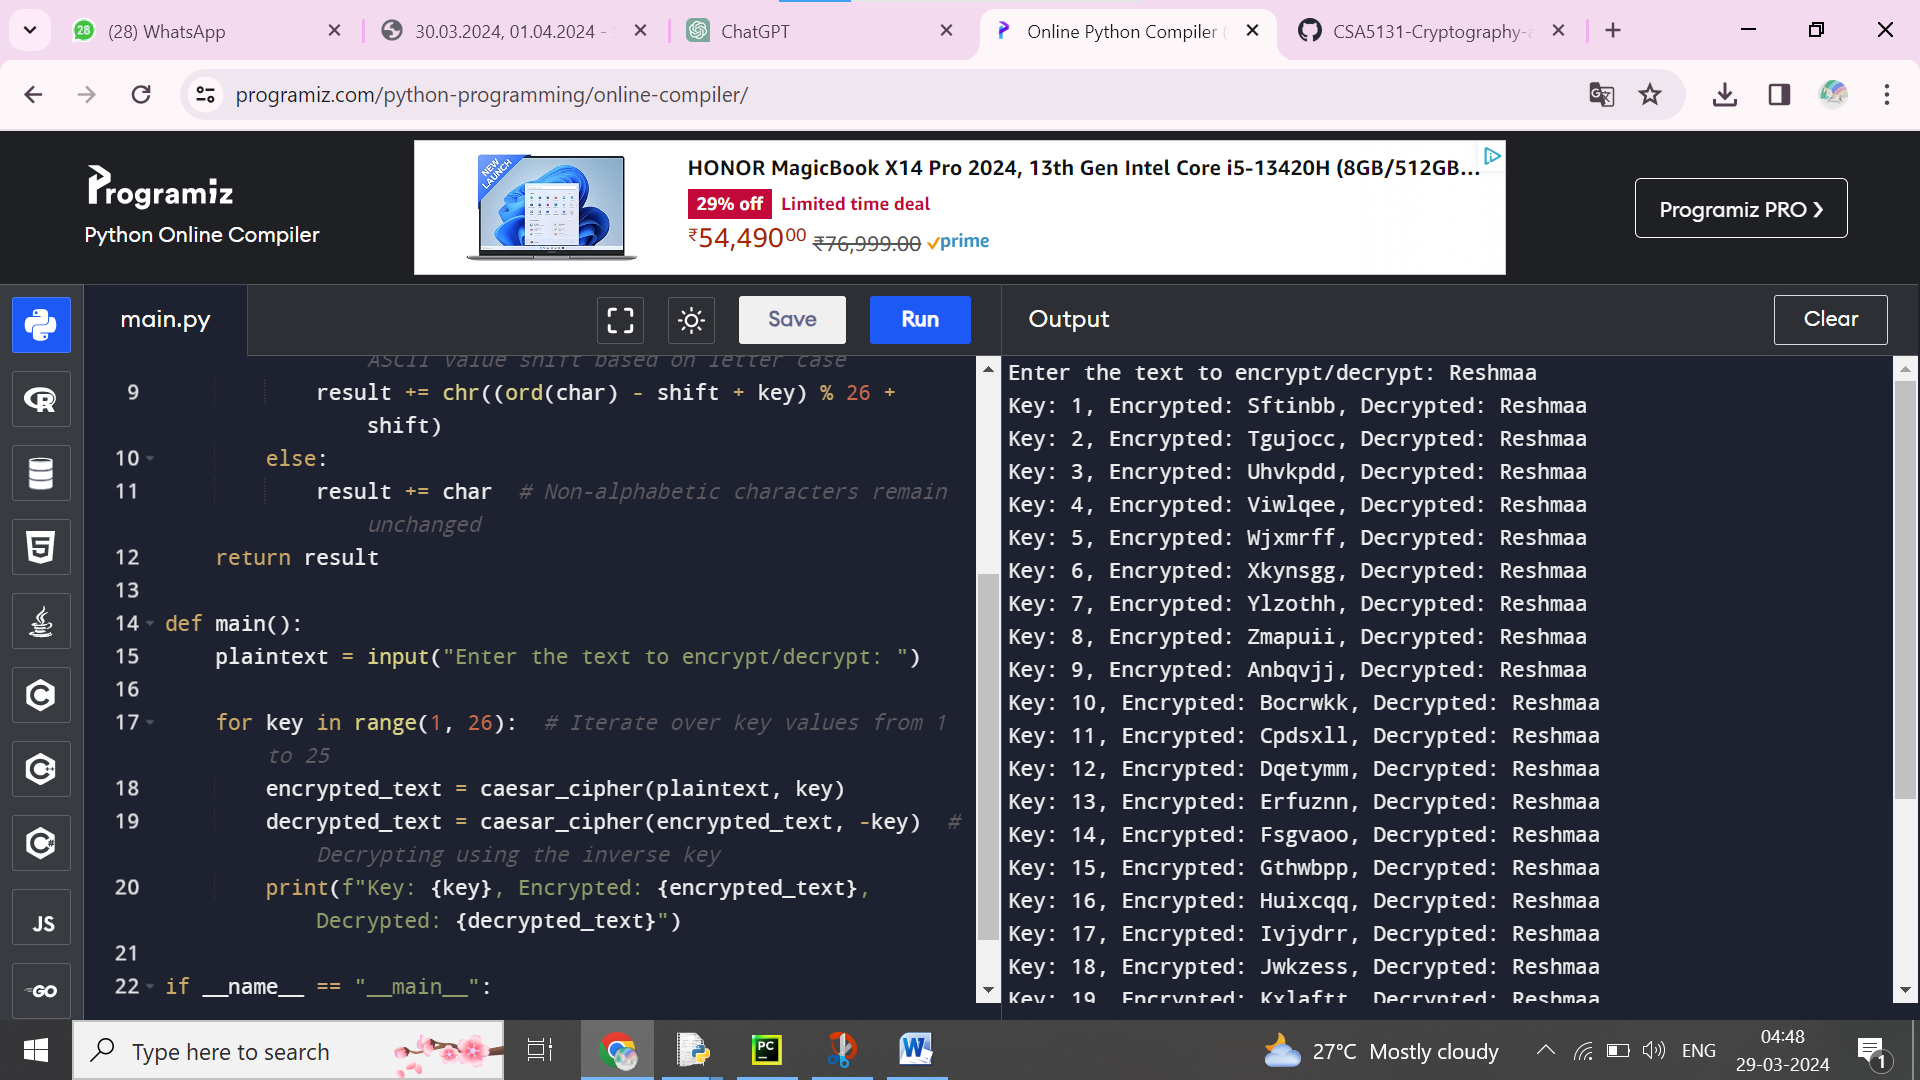 28
(28) WhatsApp
30.03.2024, 01.04.2024 -
ChatGPT
Online Python Compiler (
CSA5131-Cryptography-a
programiz.com/python-programming/online-compiler/
Programiz
Python Online Compiler
NEW LAUNCH
HONOR MagicBook X14 Pro 2024, 13th Gen Intel Core i5-13420H (8GB/512GB...
29% off Limited time deal
₹54,490.00 ₹76,999.00 prime
Programiz PRO ❯
main.py
Save
Run
Output
Clear
ASCII value shift based on letter case
9 result += chr((ord(char) - shift + key) % 26 +
shift)
10 else:
11 result += char # Non-alphabetic characters remain
unchanged
12 return result
13
14 def main():
15 plaintext = input("Enter the text to encrypt/decrypt: ")
16
17 for key in range(1, 26): # Iterate over key values from 1
to 25
18 encrypted_text = caesar_cipher(plaintext, key)
19 decrypted_text = caesar_cipher(encrypted_text, -key) #
Decrypting using the inverse key
20 print(f"Key: {key}, Encrypted: {encrypted_text},
Decrypted: {decrypted_text}")
21
22 if __name__ == "__main__":
Enter the text to encrypt/decrypt: Reshmaa
Key: 1, Encrypted: Sftinbb, Decrypted: Reshmaa
Key: 2, Encrypted: Tgujocc, Decrypted: Reshmaa
Key: 3, Encrypted: Uhvkpdd, Decrypted: Reshmaa
Key: 4, Encrypted: Viwlqee, Decrypted: Reshmaa
Key: 5, Encrypted: Wjxmrff, Decrypted: Reshmaa
Key: 6, Encrypted: Xkynsgg, Decrypted: Reshmaa
Key: 7, Encrypted: Ylzothh, Decrypted: Reshmaa
Key: 8, Encrypted: Zmapuii, Decrypted: Reshmaa
Key: 9, Encrypted: Anbqvjj, Decrypted: Reshmaa
Key: 10, Encrypted: Bocrwkk, Decrypted: Reshmaa
Key: 11, Encrypted: Cpdsxll, Decrypted: Reshmaa
Key: 12, Encrypted: Dqetymm, Decrypted: Reshmaa
Key: 13, Encrypted: Erfuznn, Decrypted: Reshmaa
Key: 14, Encrypted: Fsgvaoo, Decrypted: Reshmaa
Key: 15, Encrypted: Gthwbpp, Decrypted: Reshmaa
Key: 16, Encrypted: Huixcqq, Decrypted: Reshmaa
Key: 17, Encrypted: Ivjydrr, Decrypted: Reshmaa
Key: 18, Encrypted: Jwkzess, Decrypted: Reshmaa
Key: 19, Encrypted: Kxlaftt, Decrypted: Reshmaa
JS
GO
Type here to search
PC
W
27°C Mostly cloudy
ENG
04:48
29-03-2024
1